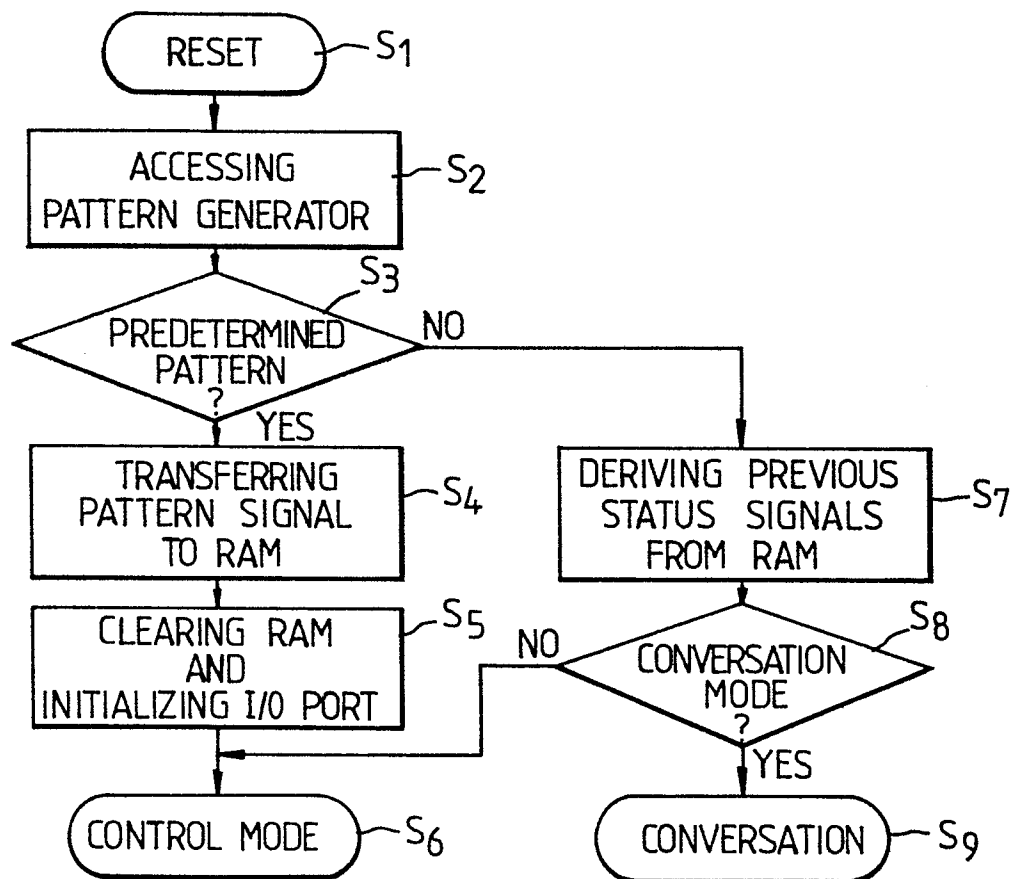 RESET
S1
ACCESSING
PATTERN GENERATOR
S2
S3
PREDETERMINED
PATTERN
?
NO
YES
TRANSFERRING
PATTERN SIGNAL
TO RAM
S4
DERIVING PREVIOUS
STATUS SIGNALS
FROM RAM
S7
CLEARING RAM
AND
INITIALIZING I/O PORT
S5
NO
S8
CONVERSATION
MODE
?
YES
CONTROL MODE
S6
CONVERSATION
S9